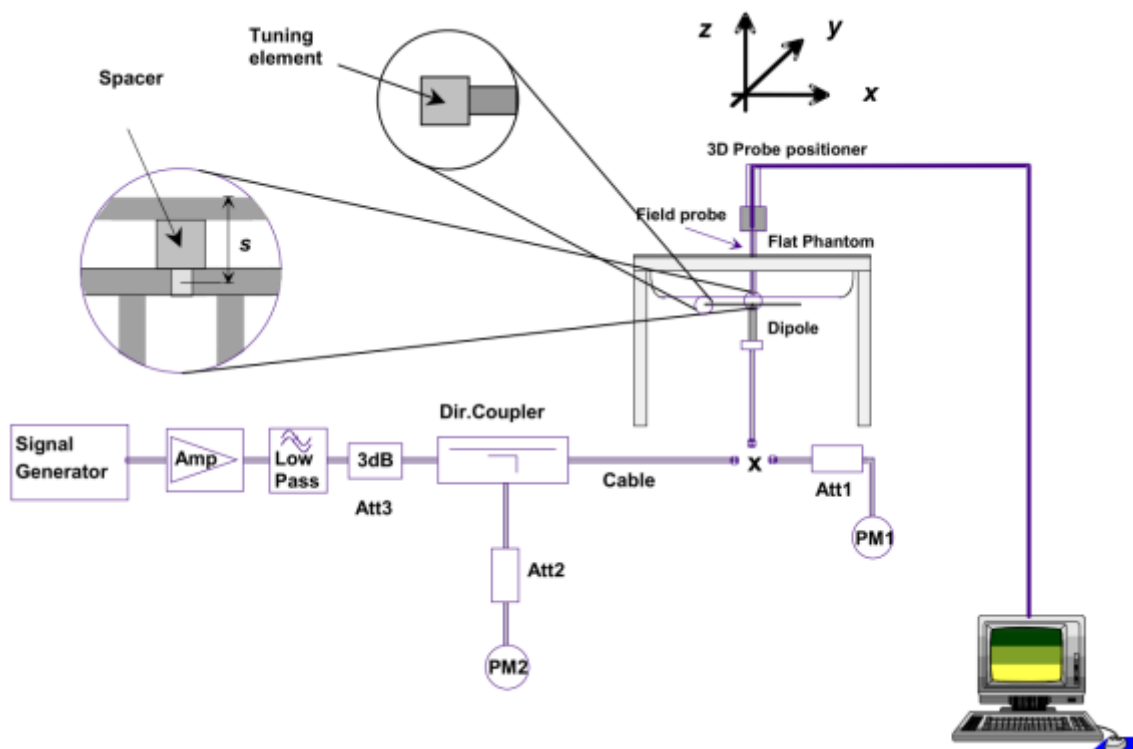 Tuning
element
Spacer
z
y
x
3D Probe positioner
Field probe
Flat Phantom
s
Dipole
Dir.Coupler
Signal
Generator
Amp
Low
Pass
3dB
Att3
Cable
x
Att1
PM1
Att2
PM2